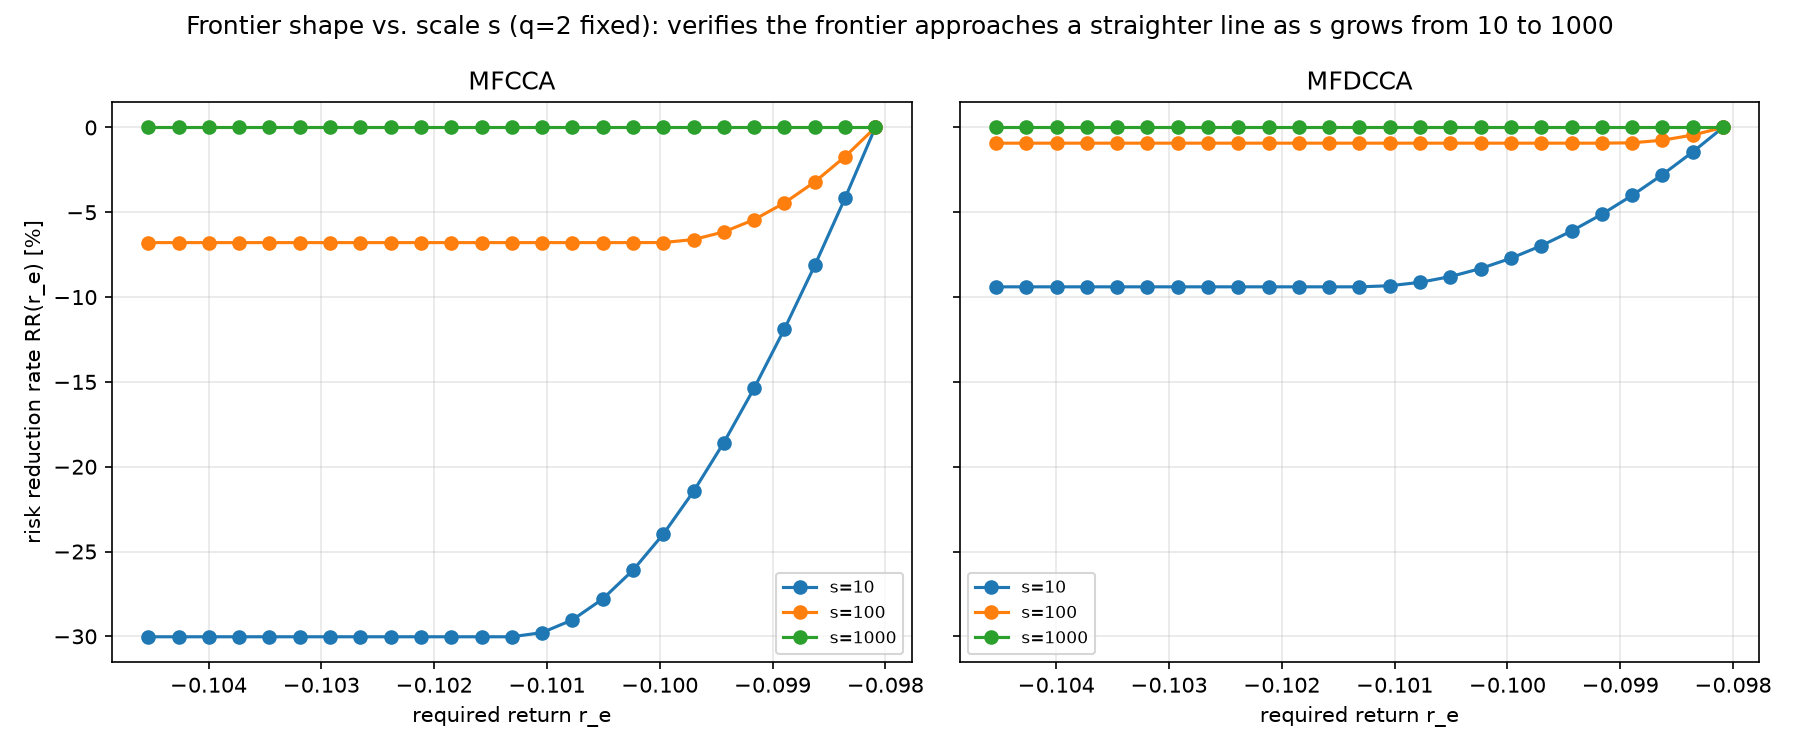 Frontier shape vs. scale s (q=2 fixed): verifies the frontier approaches a straighter line as s grows from 10 to 1000
MFCCA
MFDCCA
risk reduction rate RR(r_e) [%]
0
−5
−10
−15
−20
−25
−30
s=10
s=100
s=1000
s=10
s=100
s=1000
−0.104 −0.103 −0.102 −0.101 −0.100 −0.099 −0.098
−0.104 −0.103 −0.102 −0.101 −0.100 −0.099 −0.098
required return r_e
required return r_e